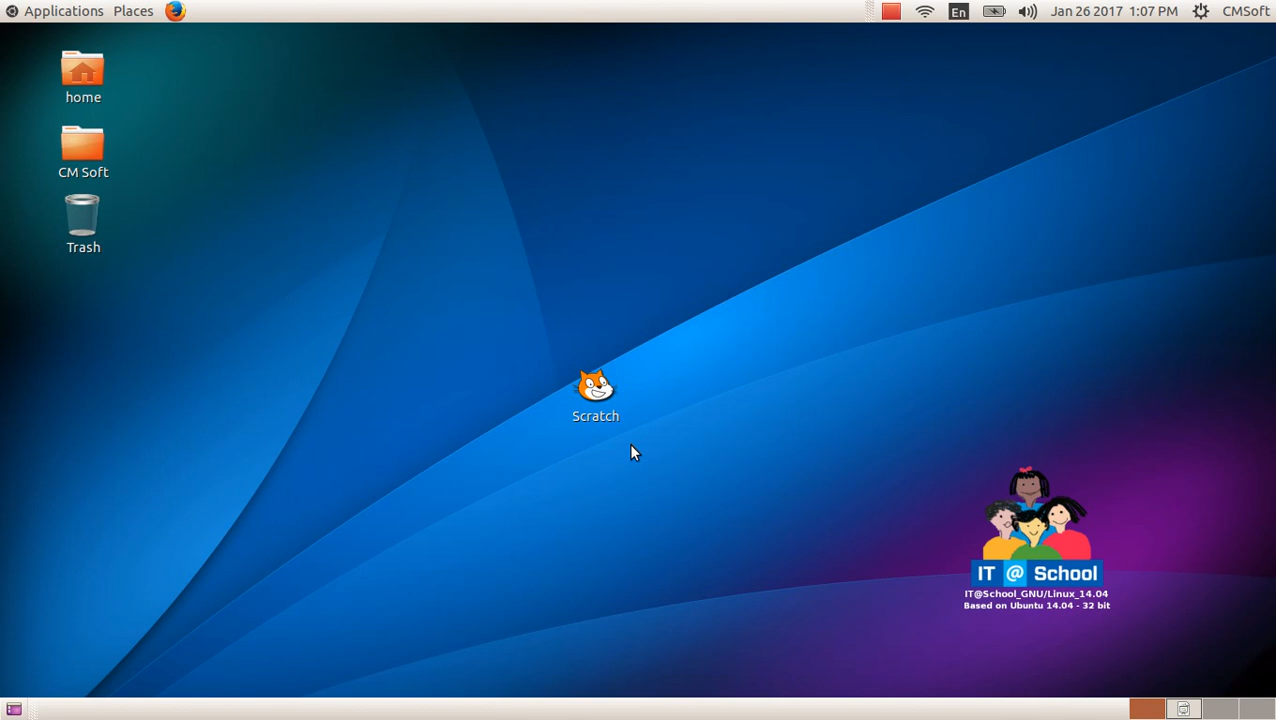 Applications Places
En Jan 26 2017 1:07 PM CMSoft
home
CM Soft
Trash
Scratch
IT @ School
IT@School_GNU/Linux_14.04
Based on Ubuntu 14.04 - 32 bit